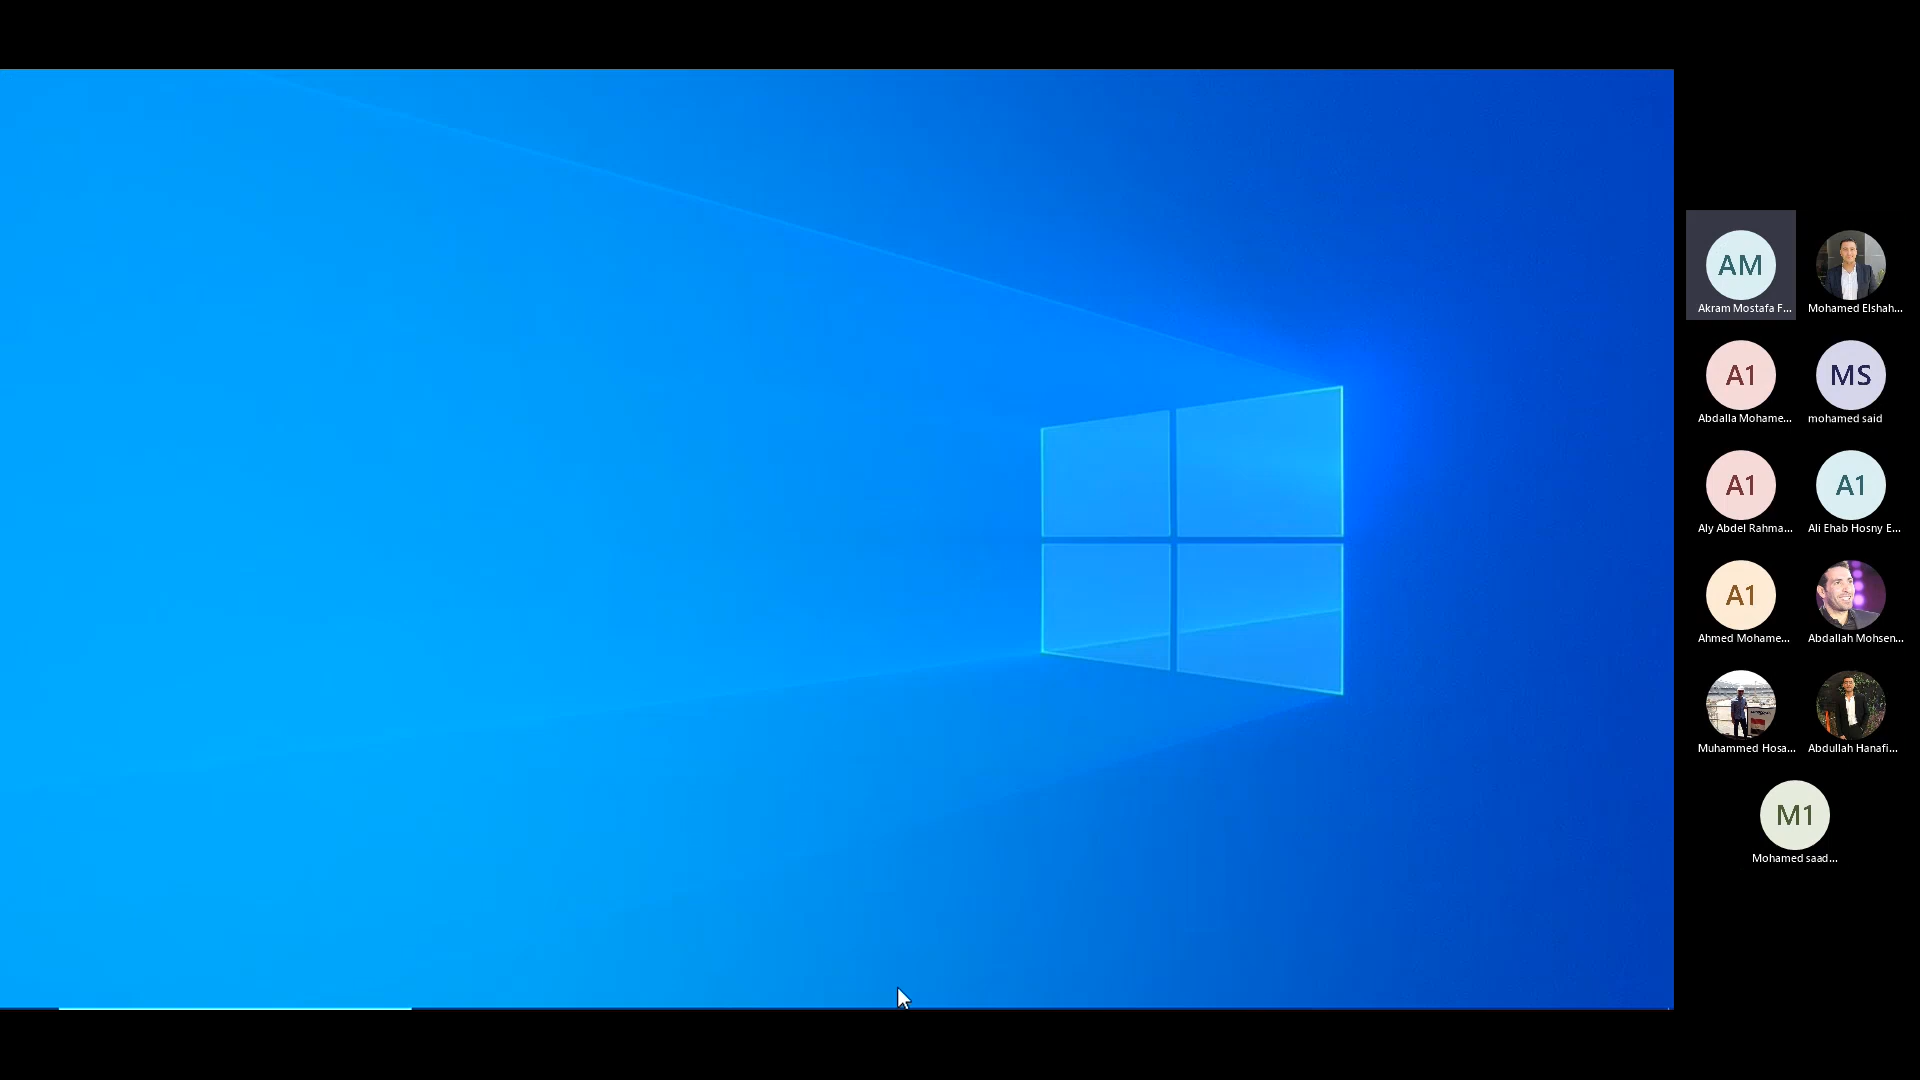 AM
Akram Mostafa F...
Mohamed Elshah...
A1
Abdalla Mohame...
MS
mohamed said
A1
Aly Abdel Rahma...
A1
Ali Ehab Hosny E...
A1
Ahmed Mohame...
Abdallah Mohsen...
Muhammed Hosa...
Abdullah Hanafi...
M1
Mohamed saad...